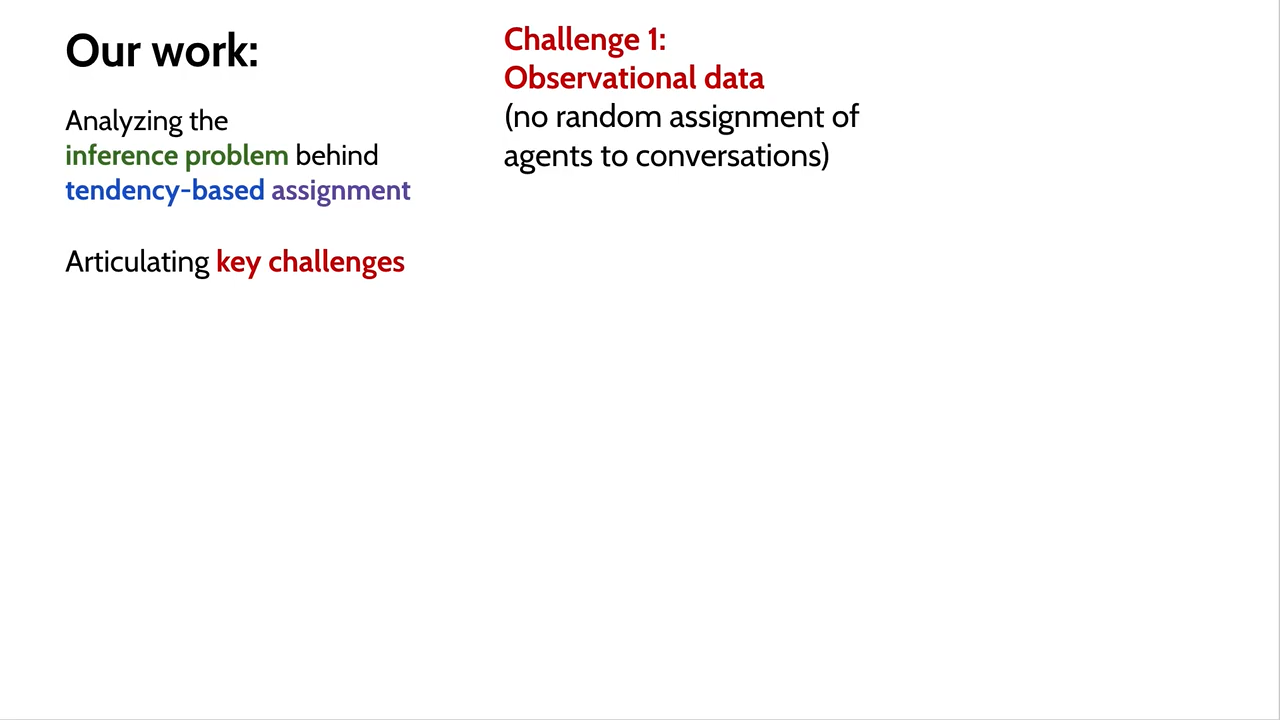 Our work:
Analyzing the
inference problem behind
tendency-based assignment
Articulating key challenges
Challenge 1:
Observational data
(no random assignment of
agents to conversations)